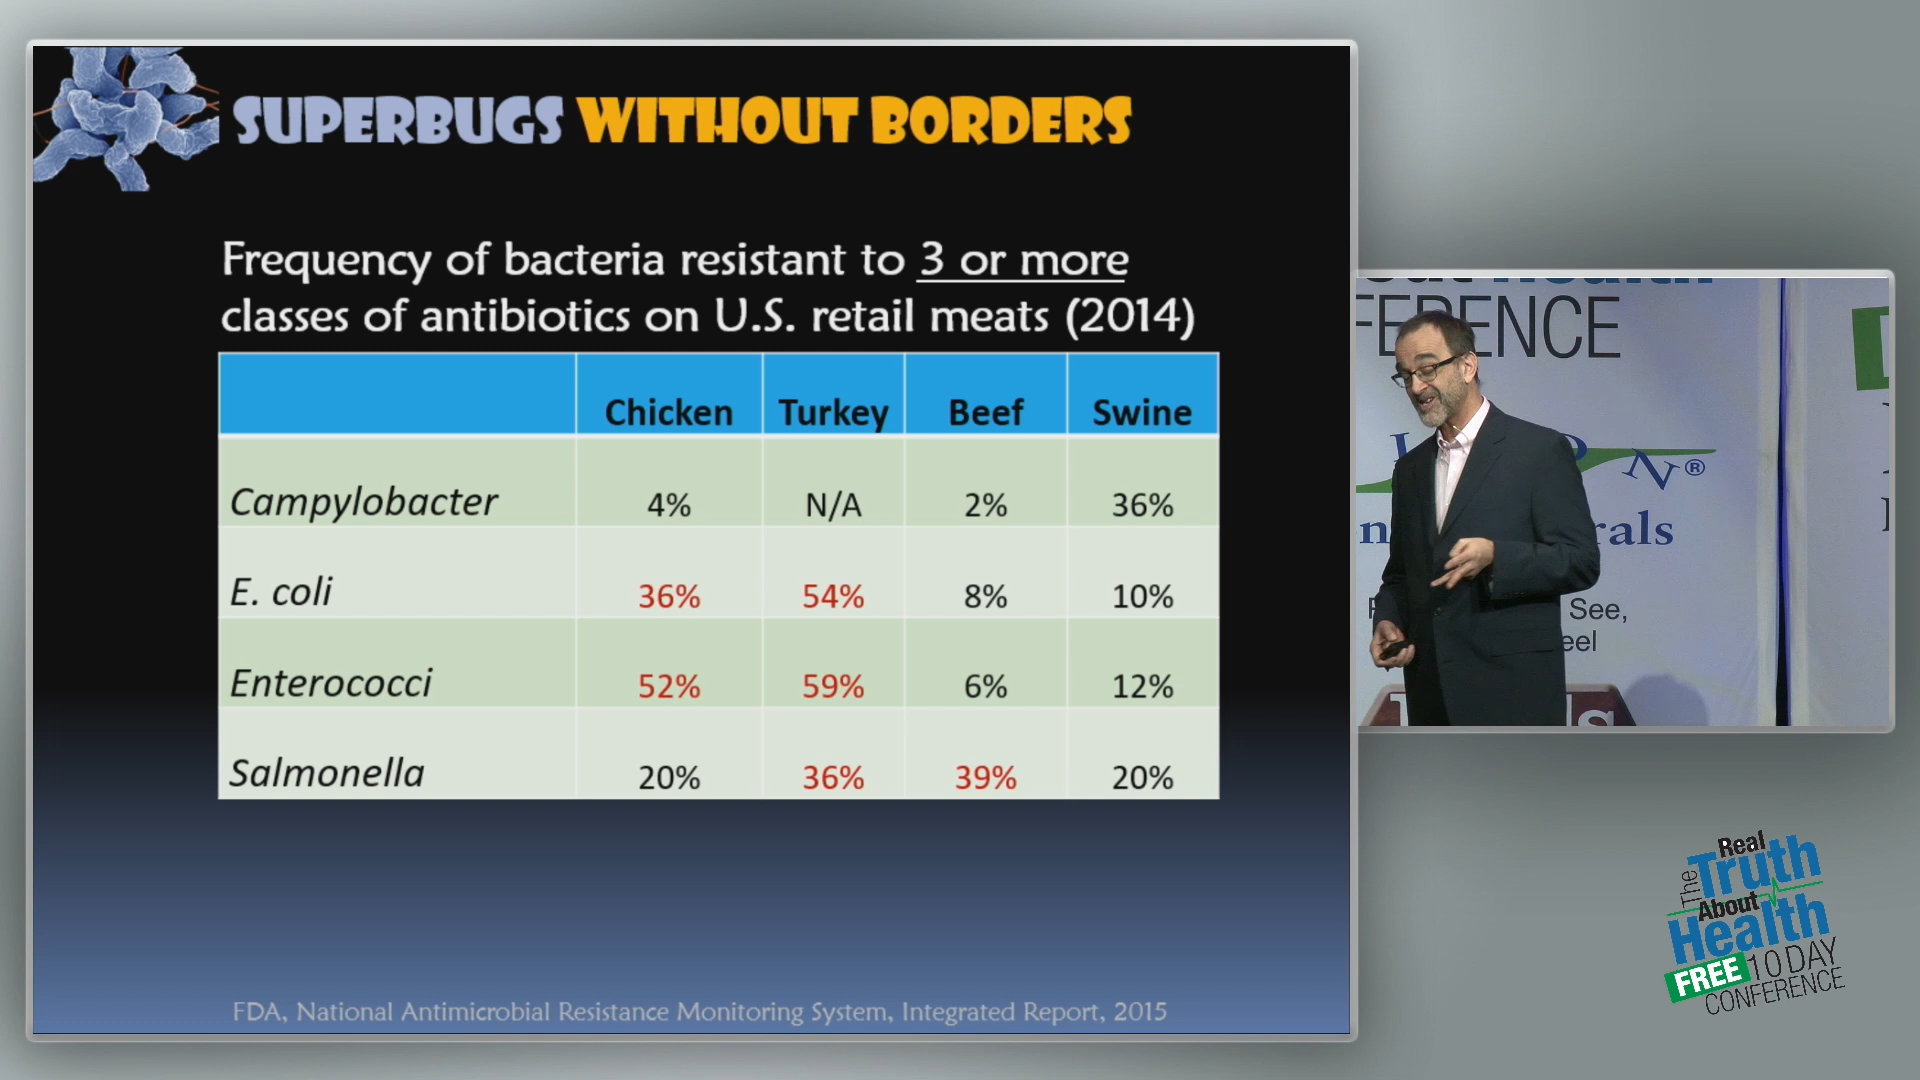 SUPERBUGS WITHOUT BORDERS
Frequency of bacteria resistant to 3 or more
classes of antibiotics on U.S. retail meats (2014)
Chicken Turkey Beef Swine
Campylobacter 4% N/A 2% 36%
E. coli 36% 54% 8% 10%
Enterococci 52% 59% 6% 12%
Salmonella 20% 36% 39% 20%
FDA, National Antimicrobial Resistance Monitoring System, Integrated Report, 2015
FERENCE
N®
rals
See,
eel
The Real
Truth
About
Health
FREE 10 DAY
CONFERENCE